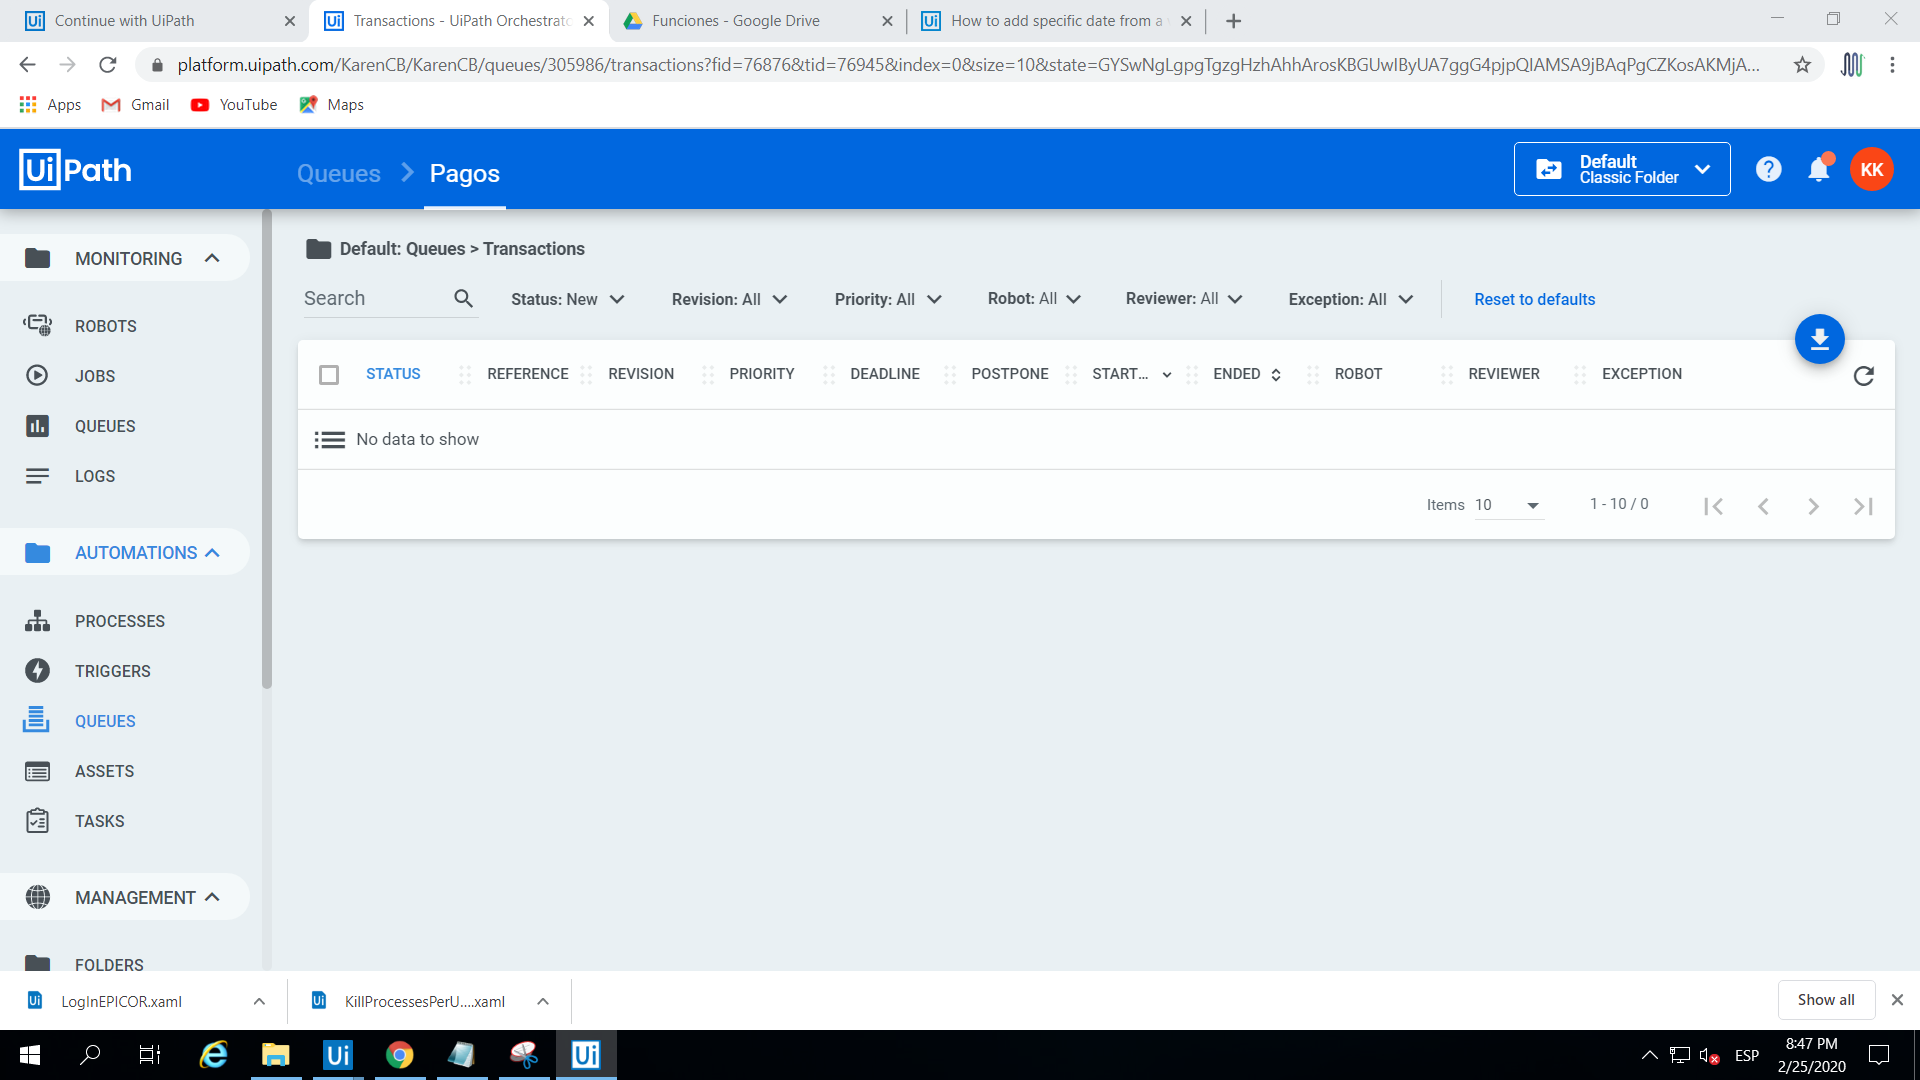 Continue with UiPath
Transactions - UiPath Orchestrato
Funciones - Google Drive
How to add specific date from a
platform.uipath.com/KarenCB/KarenCB/queues/305986/transactions?fid=76876&tid=76945&index=0&size=10&state=GYSwNgLgpgTgzgHzhAhhArosKBGUwIByUA7ggG4pjpQIAMSA9jBAqPgCZKosAKMjA...
Apps
Gmail
YouTube
Maps
UiPath
Queues
Pagos
Default
Classic Folder
KK
MONITORING
ROBOTS
JOBS
QUEUES
LOGS
AUTOMATIONS
PROCESSES
TRIGGERS
QUEUES
ASSETS
TASKS
MANAGEMENT
FOLDERS
Default: Queues > Transactions
Search
Status: New
Revision: All
Priority: All
Robot: All
Reviewer: All
Exception: All
Reset to defaults
STATUS
REFERENCE
REVISION
PRIORITY
DEADLINE
POSTPONE
START...
ENDED
ROBOT
REVIEWER
EXCEPTION
No data to show
Items
10
1 - 10 / 0
LogInEPICOR.xaml
KillProcessesPerU....xaml
Show all
ESP
8:47 PM
2/25/2020